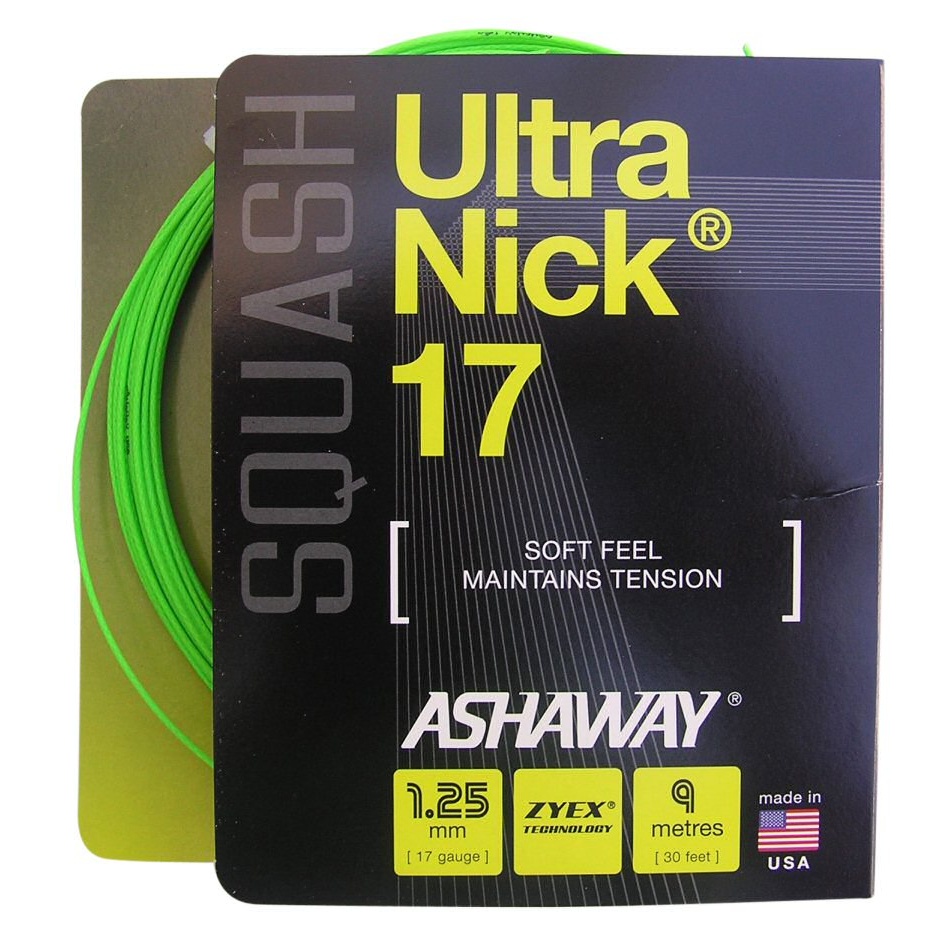 SQUASH
Ultra
Nick®
17
SOFT FEEL
MAINTAINS TENSION
ASHAWAY®
1.25
mm
[ 17 gauge ]
ZYEX®
TECHNOLOGY
9
metres
[ 30 feet ]
made in
USA